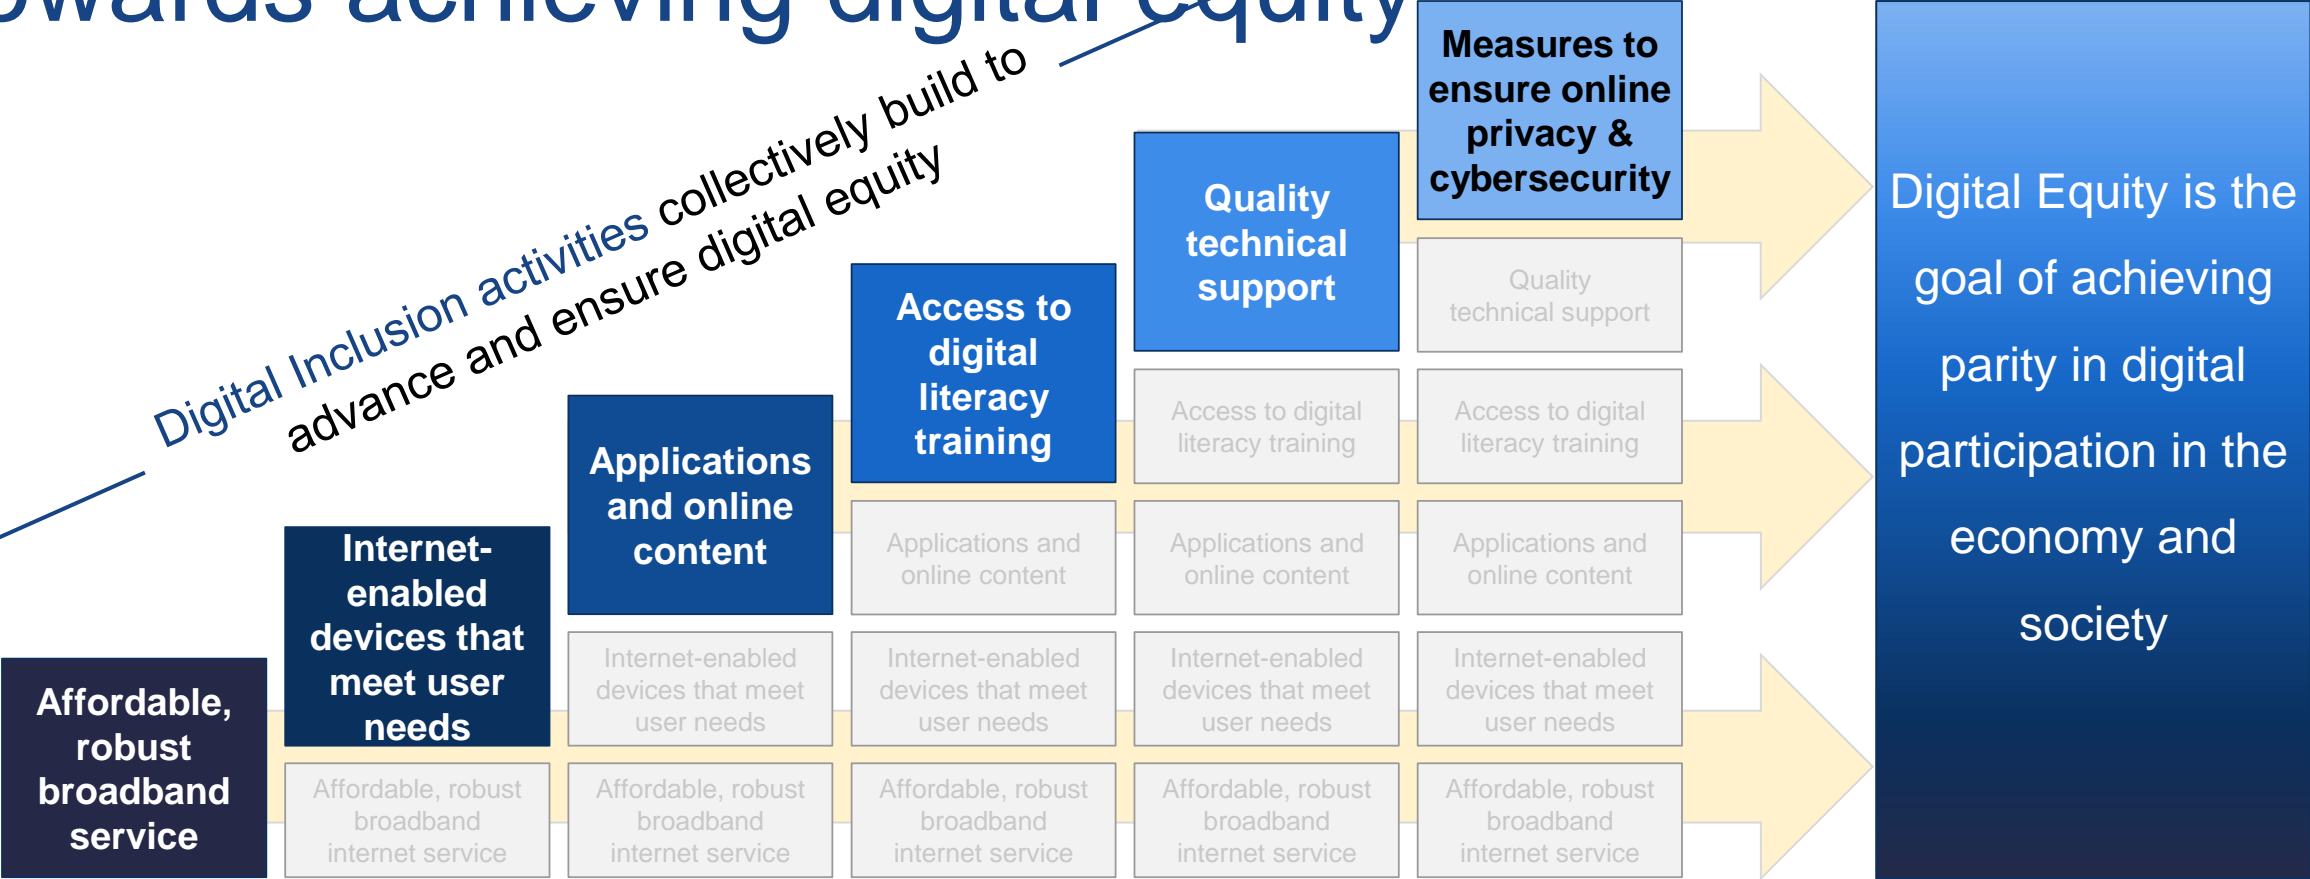 owards achieving digital equity
Digital Inclusion activities collectively build to
advance and ensure digital equity
Affordable,
robust
broadband
service
Internet-
enabled
devices that
meet user
needs
Affordable, robust
broadband
internet service
Applications
and online
content
Internet-enabled
devices that meet
user needs
Affordable, robust
broadband
internet service
Access to
digital
literacy
training
Applications and
online content
Internet-enabled
devices that meet
user needs
Affordable, robust
broadband
internet service
Quality
technical
support
Access to digital
literacy training
Applications and
online content
Internet-enabled
devices that meet
user needs
Affordable, robust
broadband
internet service
Measures to
ensure online
privacy &
cybersecurity
Quality
technical support
Access to digital
literacy training
Applications and
online content
Internet-enabled
devices that meet
user needs
Affordable, robust
broadband
internet service
Digital Equity is the
goal of achieving
parity in digital
participation in the
economy and
society